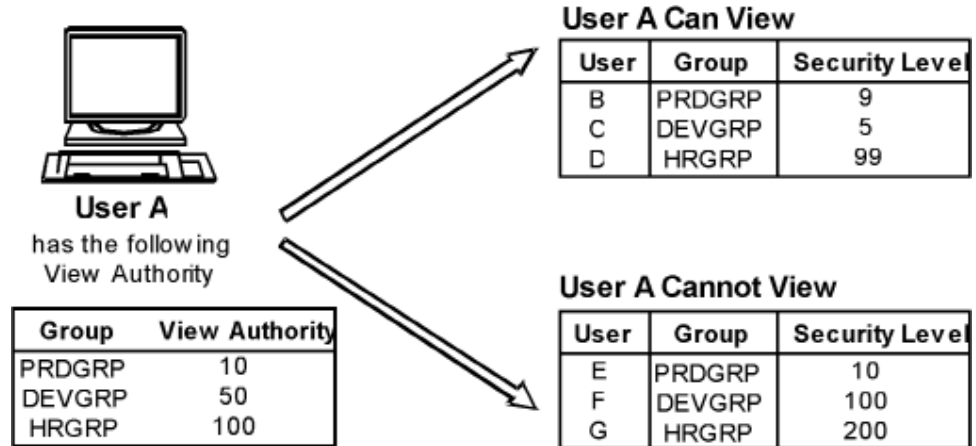 User A
has the following
View Authority
Group View Authority
PRDGRP 10
DEVGRP 50
HRGRP 100
User A Can View
User Group Security Level
B PRDGRP 9
C DEVGRP 5
D HRGRP 99
User A Cannot View
User Group Security Level
E PRDGRP 10
F DEVGRP 100
G HRGRP 200